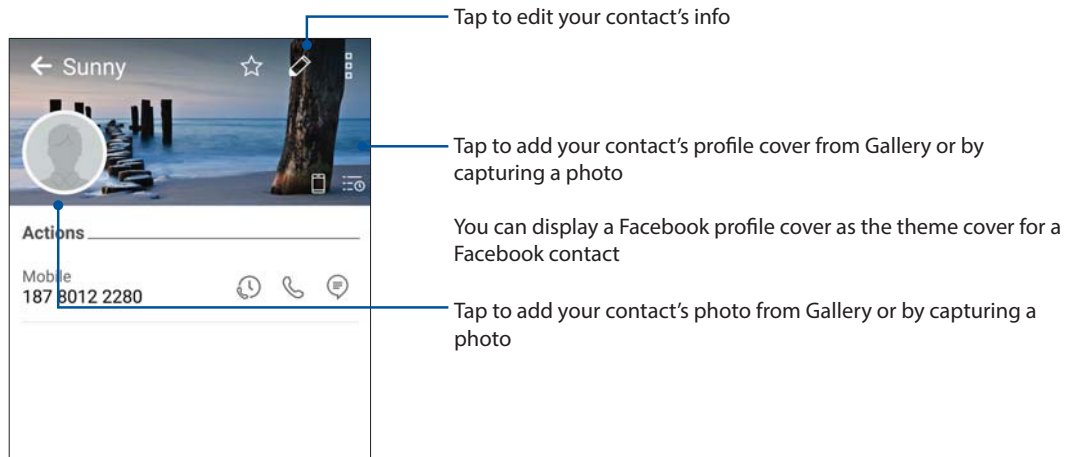 Tap to edit your contact’s info
Sunny
Tap to add your contact’s profile cover from Gallery or by
capturing a photo
You can display a Facebook profile cover as the theme cover for a
Facebook contact
Actions
Mobile
187 8012 2280
Tap to add your contact’s photo from Gallery or by capturing a
photo